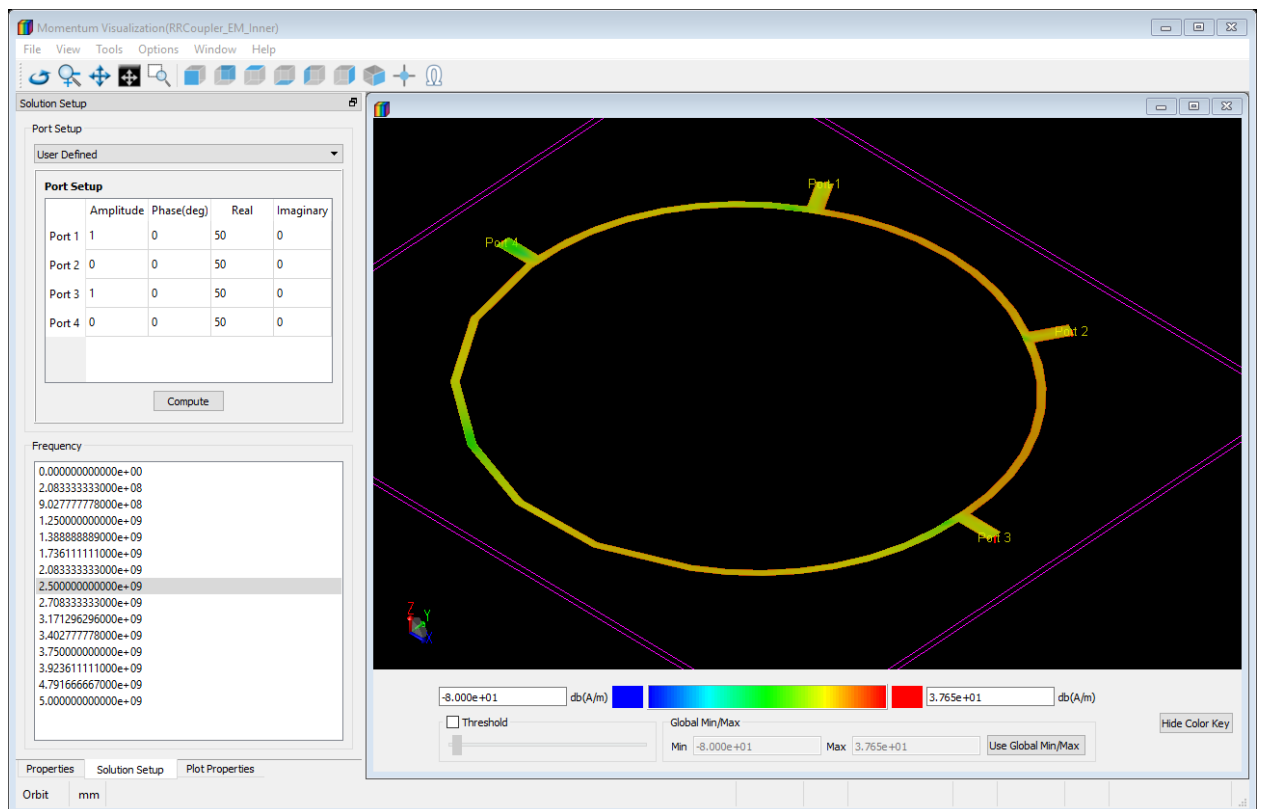 Momentum Visualization(RRCoupler_EM_Inner)
File View Tools Options Window Help
Solution Setup
Port Setup
User Defined
Port Setup
Amplitude Phase(deg) Real Imaginary
Port 1 1 0 50 0
Port 2 0 0 50 0
Port 3 1 0 50 0
Port 4 0 0 50 0
Compute
Frequency
0.000000000000e+00
2.083333333000e+08
9.027777778000e+08
1.250000000000e+09
1.388888889000e+09
1.736111111000e+09
2.083333333000e+09
2.500000000000e+09
2.708333333000e+09
3.171296296000e+09
3.402777778000e+09
3.750000000000e+09
3.923611111000e+09
4.791666667000e+09
5.000000000000e+09
Properties Solution Setup Plot Properties
Orbit mm
Port 1
Port 4
Port 2
Port 3
Z
Y
X
-8.000e+01 db(A/m) 3.765e+01 db(A/m)
Threshold
Global Min/Max
Min -8.000e+01 Max 3.765e+01 Use Global Min/Max
Hide Color Key